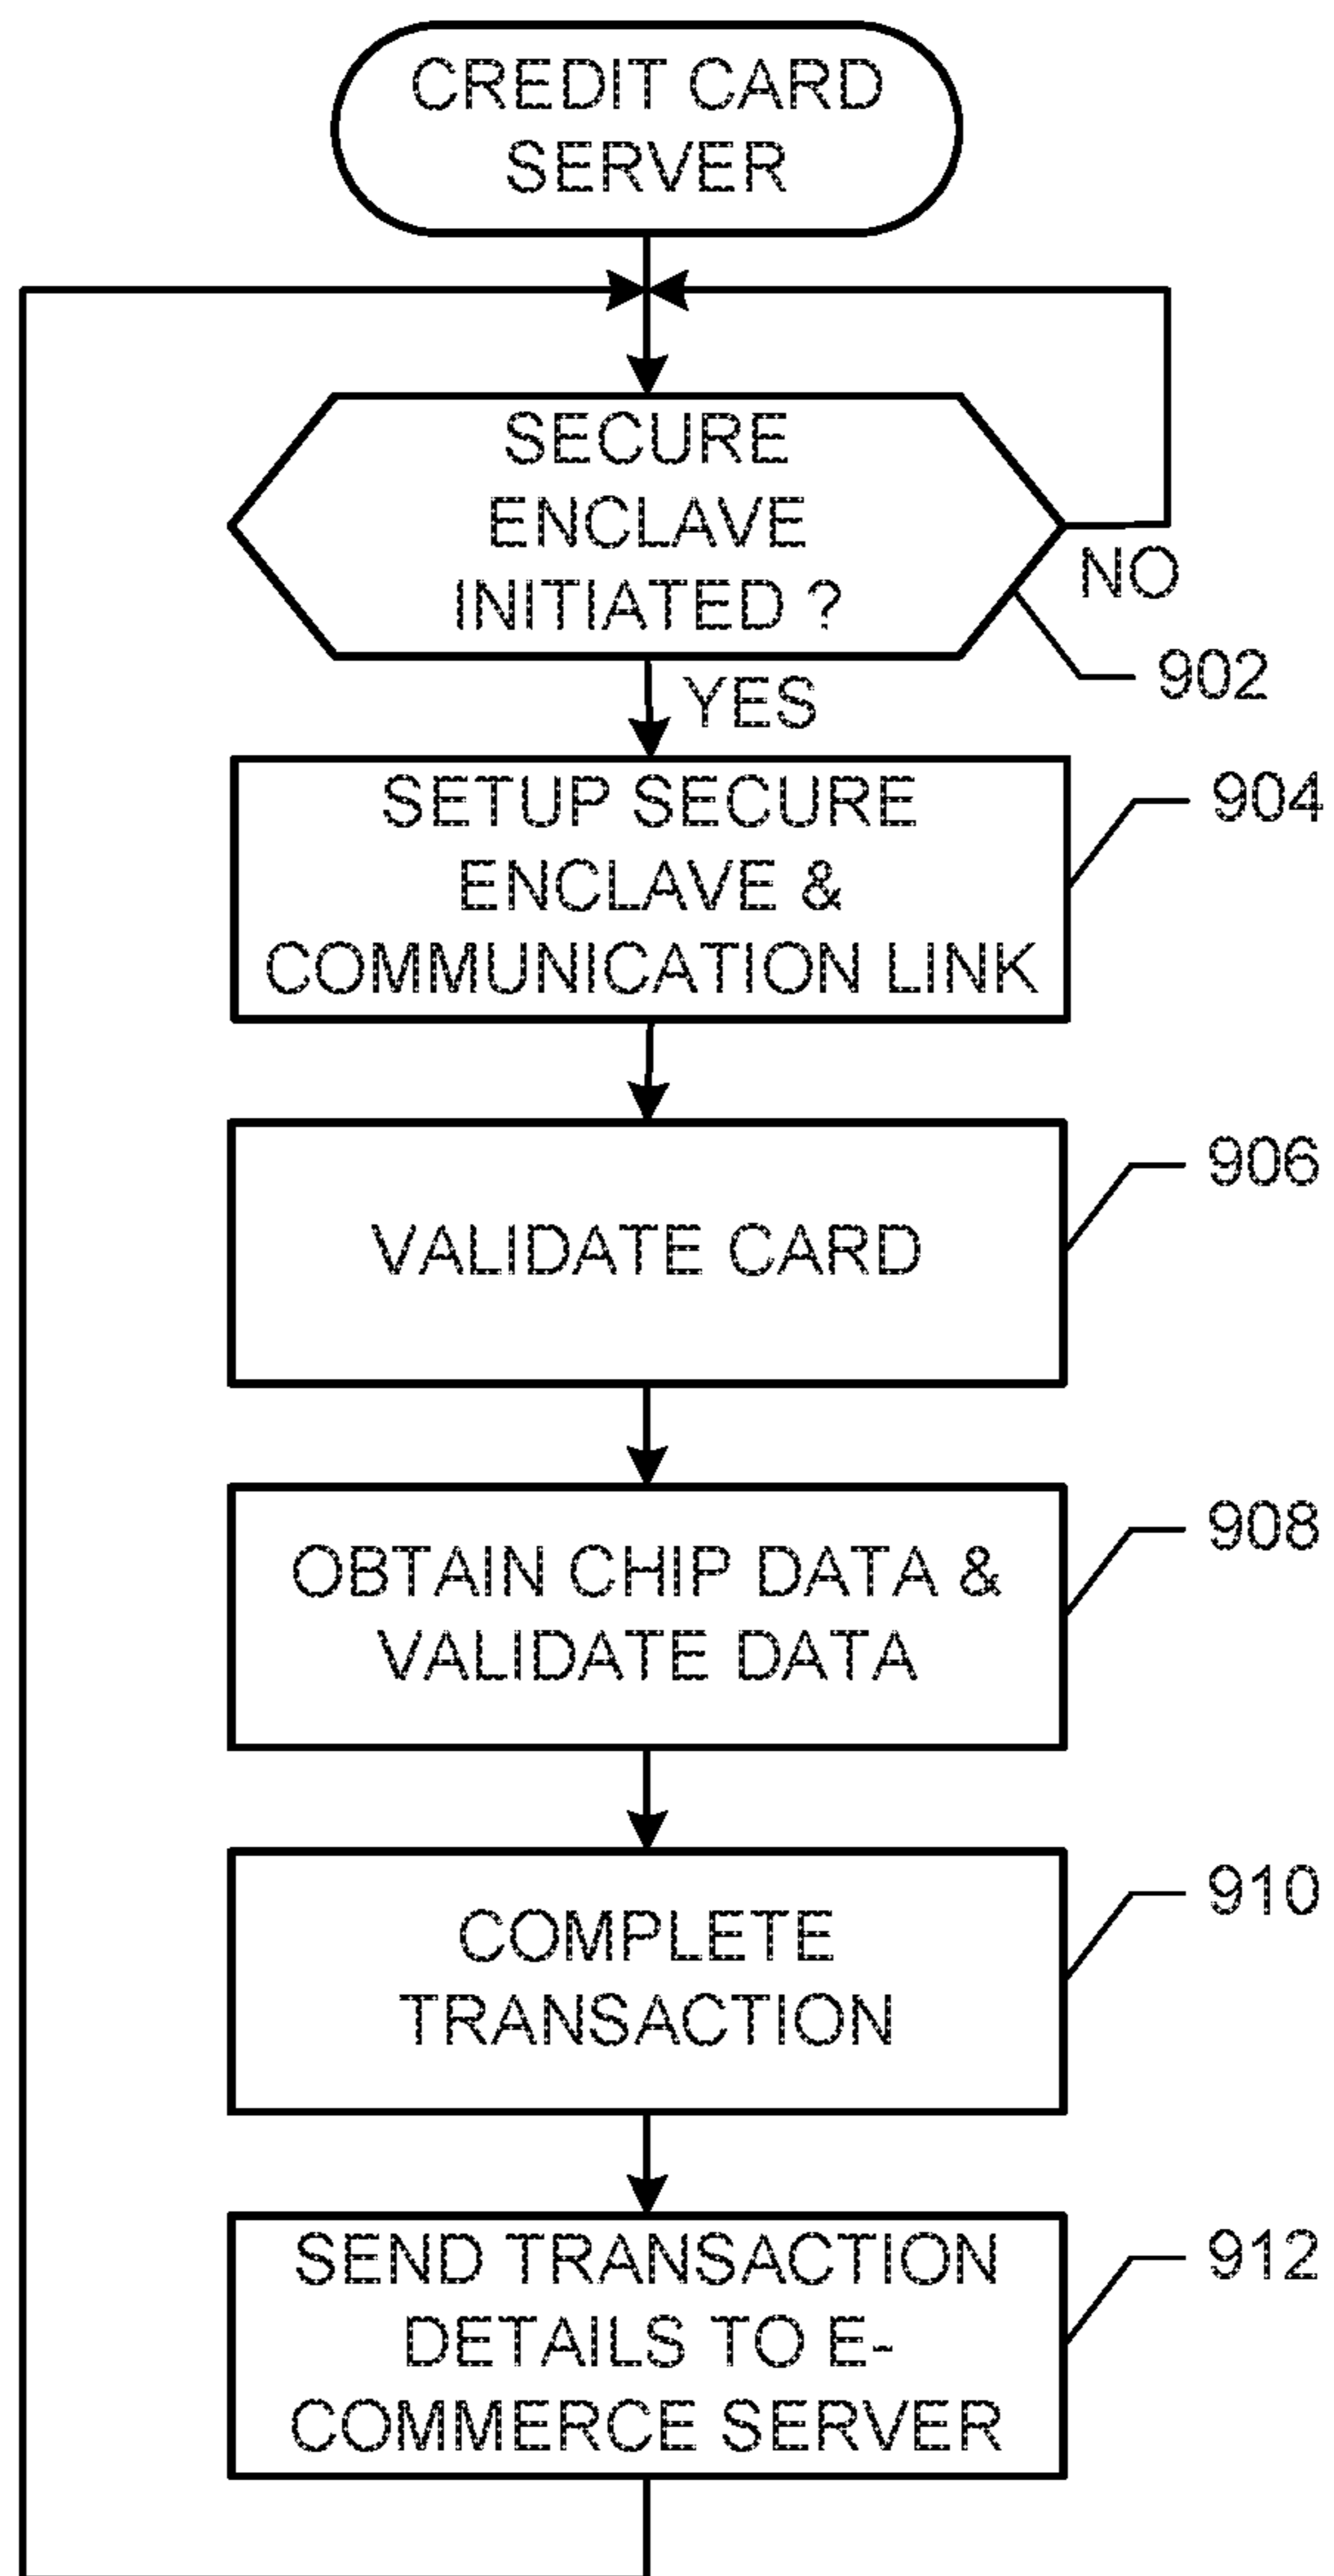 CREDIT CARD
SERVER
SECURE
ENCLAVE
INITIATED ?
NO
902
YES
SETUP SECURE
ENCLAVE &
COMMUNICATION LINK
904
VALIDATE CARD
906
OBTAIN CHIP DATA &
VALIDATE DATA
908
COMPLETE
TRANSACTION
910
SEND TRANSACTION
DETAILS TO E-
COMMERCE SERVER
912